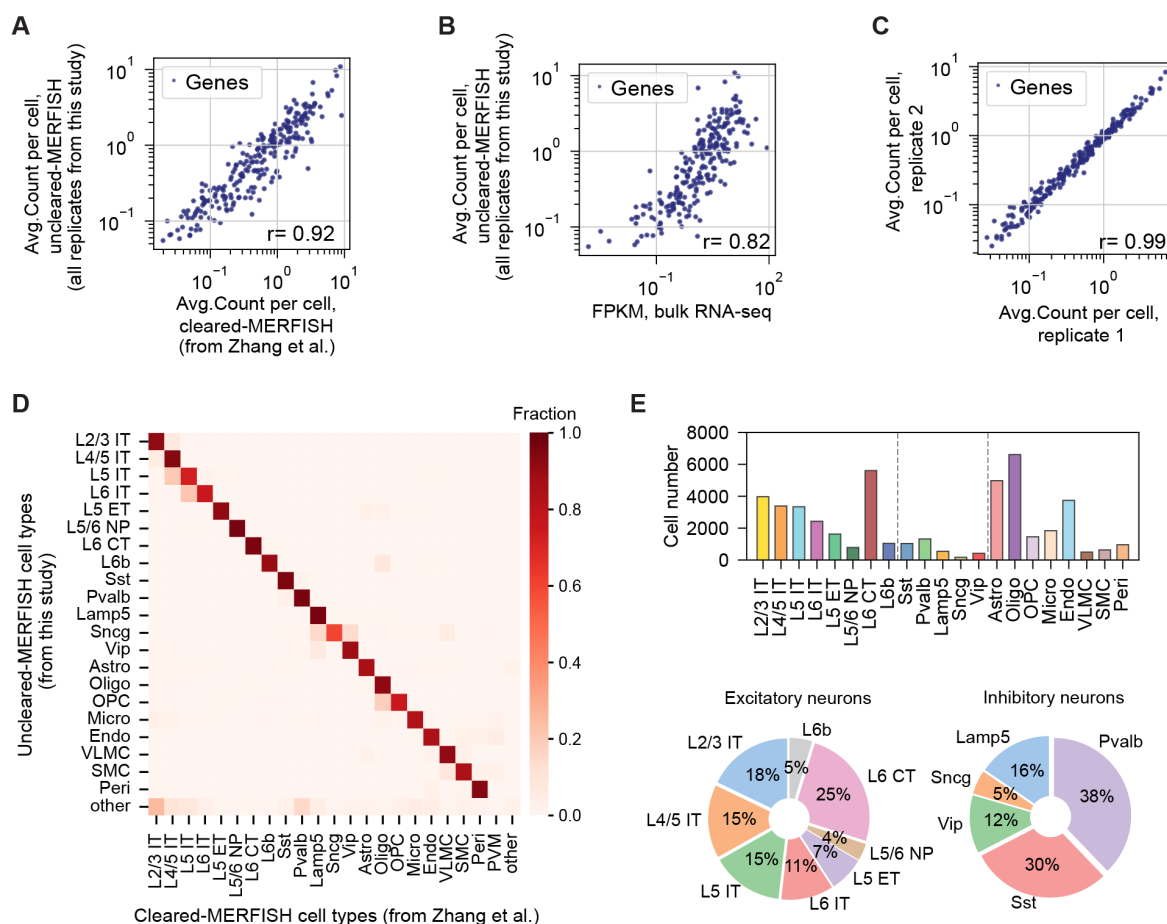 A
Avg.Count per cell,
uncleared-MERFISH
(all replicates from this study)
10^1
10^0
10^−1
Genes
r= 0.92
10^−1
10^0
10^1
Avg.Count per cell,
cleared-MERFISH
(from Zhang et al.)
B
Avg.Count per cell,
uncleared-MERFISH
(all replicates from this study)
10^1
10^0
10^−1
Genes
r= 0.82
10^−1
10^2
FPKM, bulk RNA-seq
C
Avg.Count per cell,
replicate 2
10^1
10^0
10^−1
Genes
r= 0.99
10^−1
10^0
Avg.Count per cell,
replicate 1
D
Uncleared-MERFISH cell types
(from this study)
L2/3 IT
L4/5 IT
L5 IT
L6 IT
L5 ET
L5/6 NP
L6 CT
L6b
Sst
Pvalb
Lamp5
Sncg
Vip
Astro
Oligo
OPC
Micro
Endo
VLMC
SMC
Peri
other
L2/3 IT
L4/5 IT
L5 IT
L6 IT
L5 ET
L5/6 NP
L6 CT
L6b
Sst
Pvalb
Lamp5
Sncg
Vip
Astro
Oligo
OPC
Micro
Endo
VLMC
SMC
Peri
PVM
other
Cleared-MERFISH cell types (from Zhang et al.)
Fraction
1.0
0.8
0.6
0.4
0.2
0.0
E
Cell number
8000
6000
4000
2000
0
L2/3 IT
L4/5 IT
L5 IT
L6 IT
L5 ET
L5/6 NP
L6 CT
L6b
Sst
Pvalb
Lamp5
Sncg
Vip
Astro
Oligo
OPC
Micro
Endo
VLMC
SMC
Peri
Excitatory neurons
L6b
5%
L2/3 IT
18%
L6 CT
25%
L4/5 IT
15%
4%
L5/6 NP
7%
L5 ET
15%
L5 IT
11%
L6 IT
Inhibitory neurons
Lamp5
16%
Pvalb
38%
Sncg
5%
Vip
12%
30%
Sst